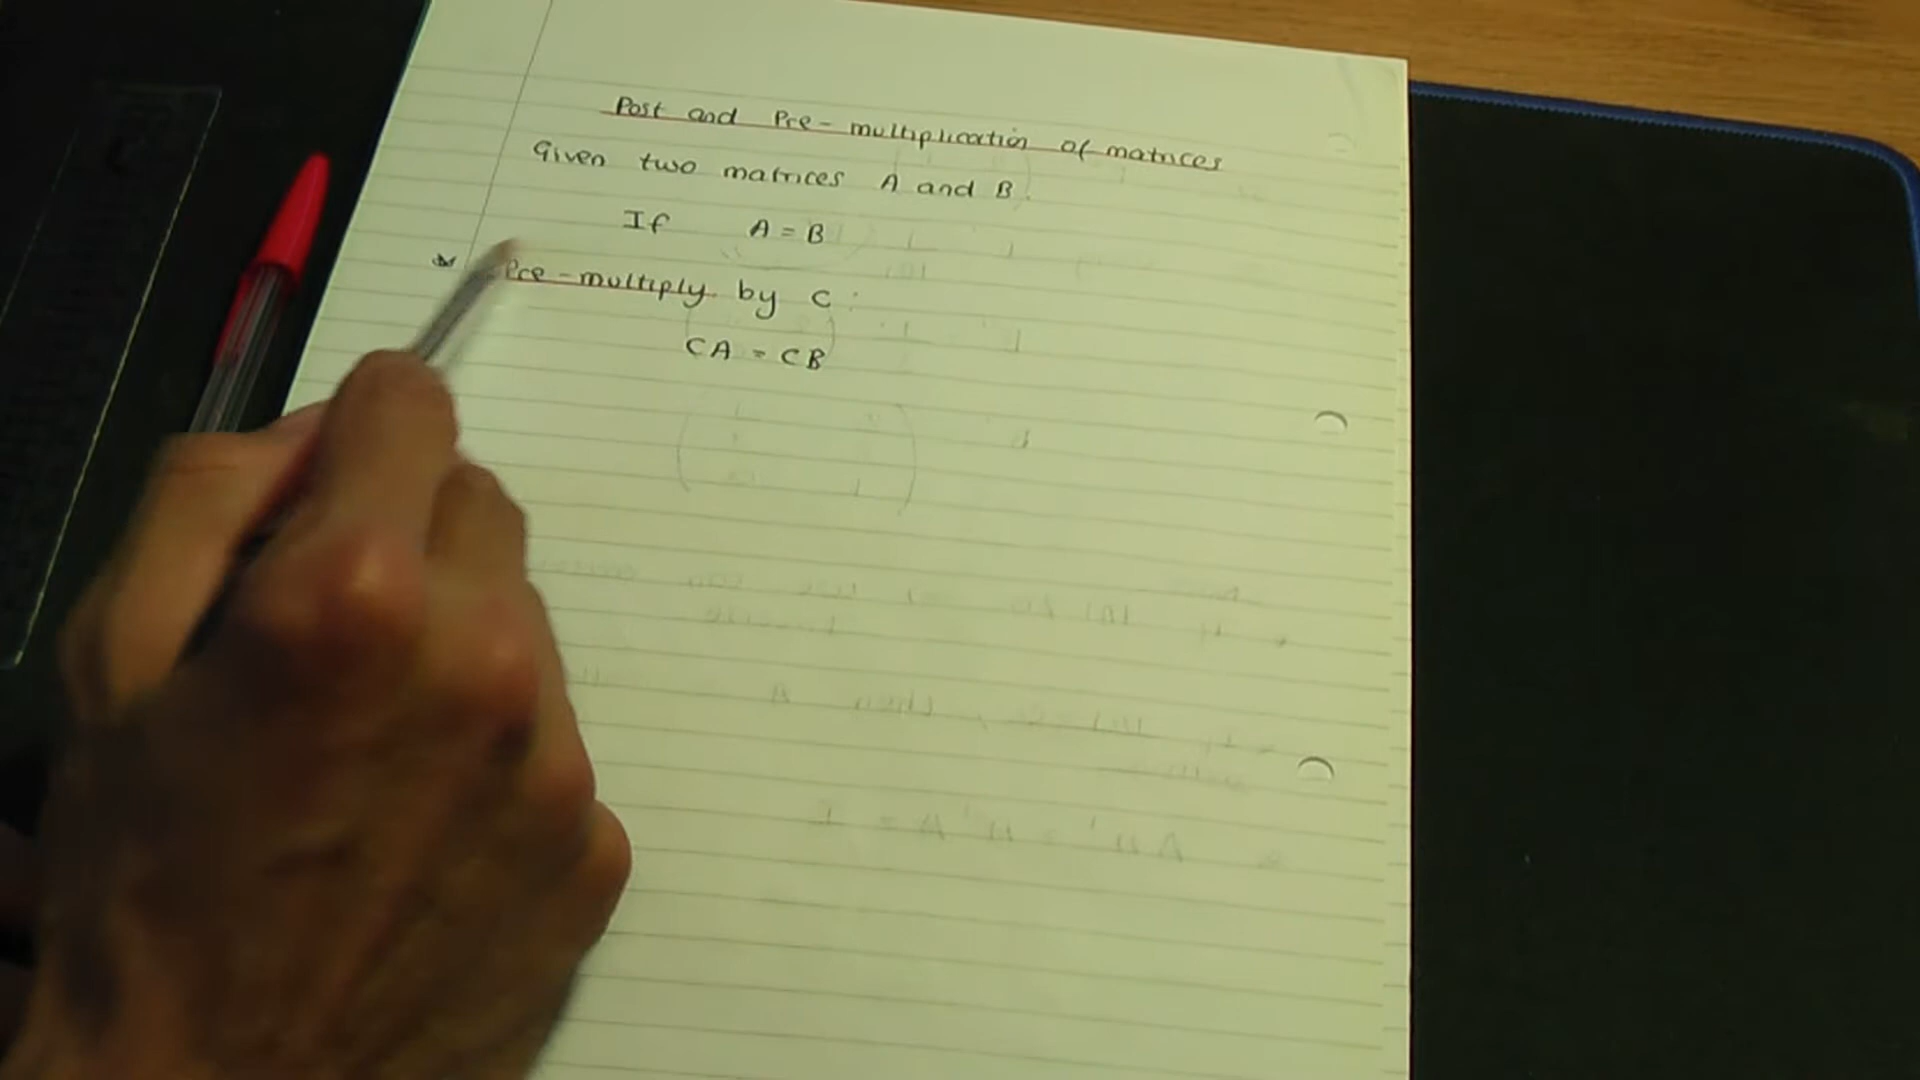 Post and Pre-multiplication of matrices
Given two matrices A and B.
If A = B
* Pre-multiply by C:
CA = CB